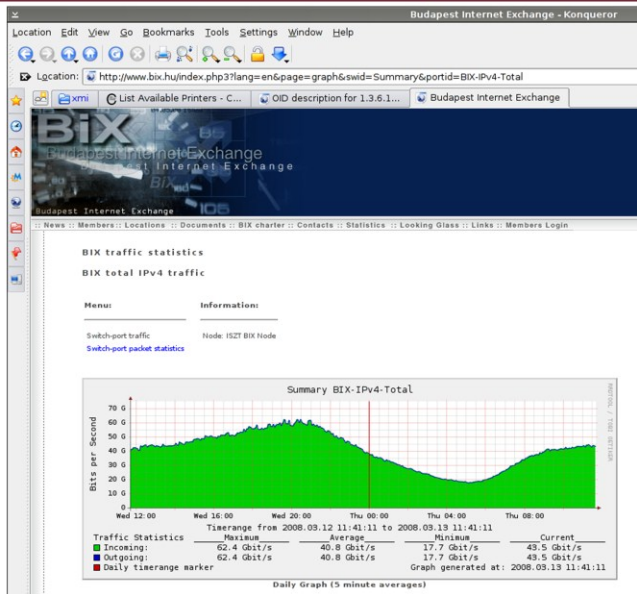 Budapest Internet Exchange - Konqueror
Location Edit View Go Bookmarks Tools Settings Window Help
Location: http://www.bix.hu/index.php3?lang=en&page=graph&swid=Summary&portid=BIX-IPv4-Total
xmi List Available Printers - C... OID description for 1.3.6.1... Budapest Internet Exchange
BiX
Budapest Internet Exchange
Internet Exchange
Budapest Internet Exchange
:: News :: Members:: Locations :: Documents :: BIX charter :: Contacts :: Statistics :: Looking Glass :: Links :: Members Login
BIX traffic statistics
BIX total IPv4 traffic
Menu: Information:
Switch-port traffic Node: ISZT BIX Node
Switch-port packet statistics
Summary BIX-IPv4-Total
RRDTOOL / TOBI OETIKER
Bits per Second
70 G
60 G
50 G
40 G
30 G
20 G
10 G
0
Wed 12:00 Wed 16:00 Wed 20:00 Thu 00:00 Thu 04:00 Thu 08:00
Timerange from 2008.03.12 11:41:11 to 2008.03.13 11:41:11
Traffic Statistics Maximum Average Minimum Current
Incoming: 62.4 Gbit/s 40.8 Gbit/s 17.7 Gbit/s 43.5 Gbit/s
Outgoing: 62.4 Gbit/s 40.8 Gbit/s 17.7 Gbit/s 43.5 Gbit/s
Daily timerange marker Graph generated at: 2008.03.13 11:41:11
Daily Graph (5 minute averages)